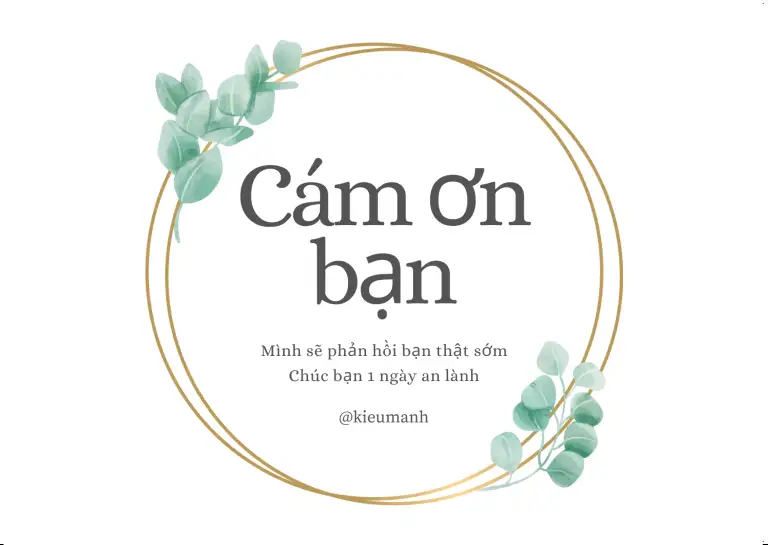 Cám ơn
bạn
Mình sẽ phản hồi bạn thật sớm
Chúc bạn 1 ngày an lành
@kieumanh